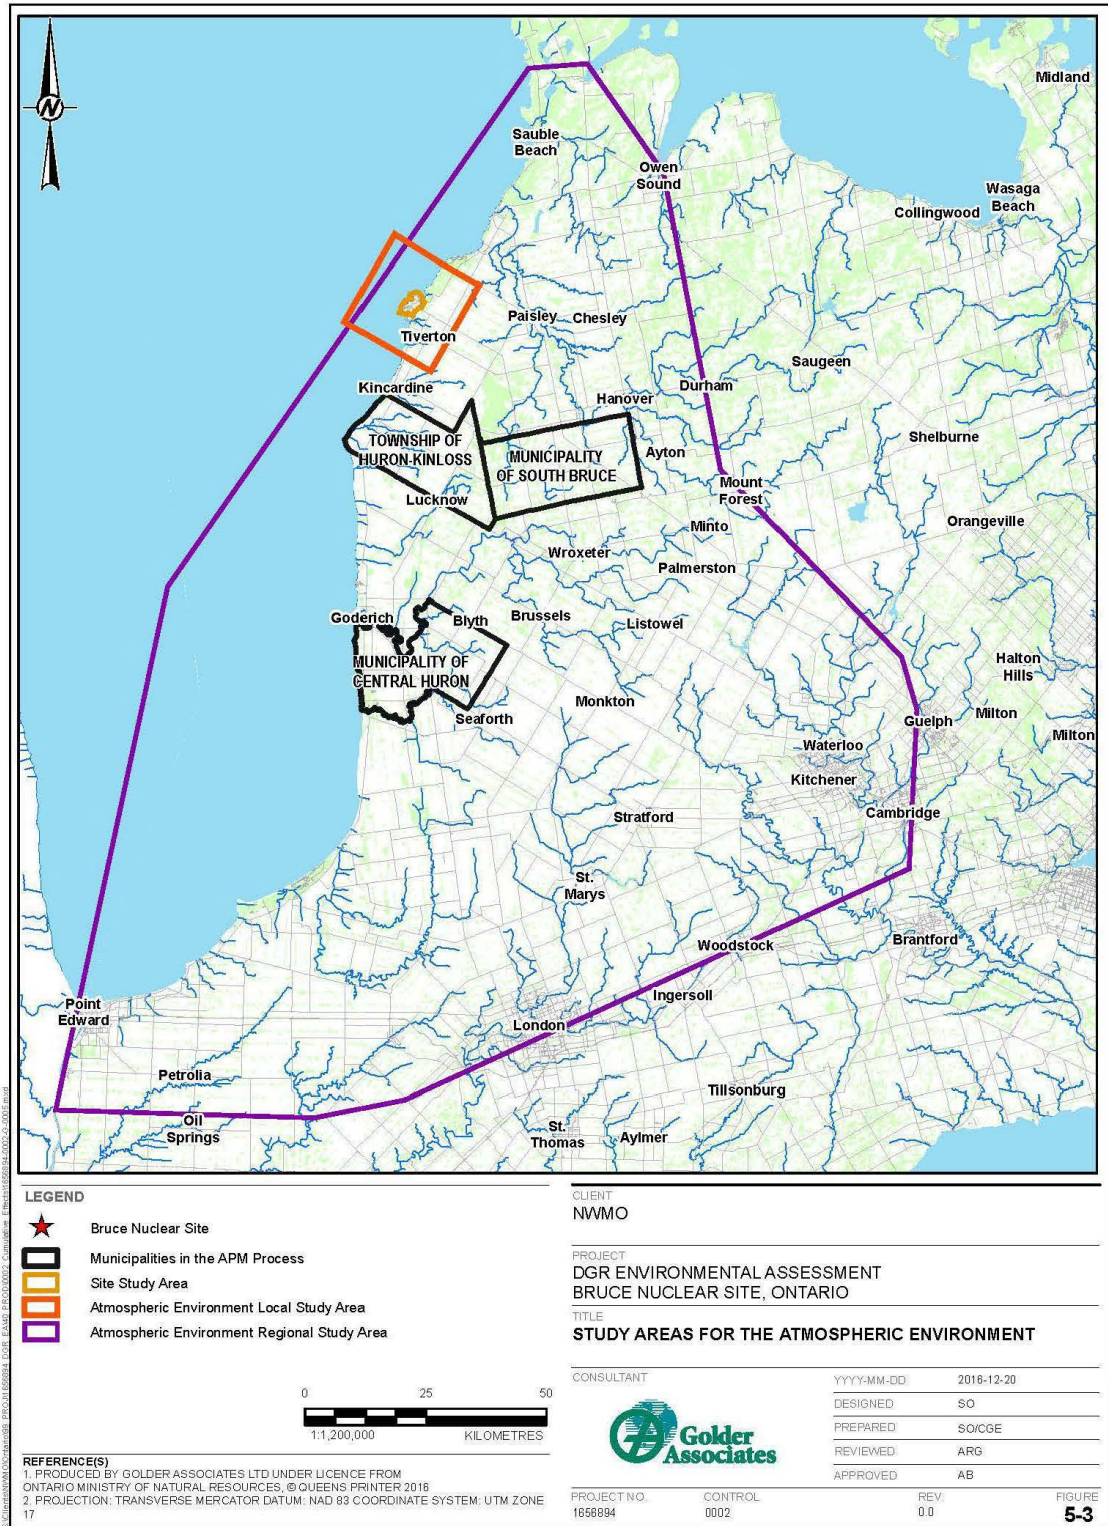 N
Midland
Sauble
Beach
Owen
Sound
Wasaga
Beach
Collingwood
Paisley
Chesley
Tiverton
Saugeen
Kincardine
Durham
Hanover
TOWNSHIP OF
HURON-KINLOSS
MUNICIPALITY
OF SOUTH BRUCE
Ayton
Shelburne
Lucknow
Mount
Forest
Minto
Orangeville
Wroxeter
Palmerston
Goderich
Blyth
Brussels
Listowel
MUNICIPALITY OF
CENTRAL HURON
Halton
Hills
Seaforth
Monkton
Guelph
Milton
Milton
Waterloo
Kitchener
Stratford
Cambridge
St.
Marys
Woodstock
Brantford
Ingersoll
Point
Edward
London
Petrolia
Tillsonburg
Oil
Springs
St.
Thomas
Aylmer
LEGEND
Bruce Nuclear Site
Municipalities in the APM Process
Site Study Area
Atmospheric Environment Local Study Area
Atmospheric Environment Regional Study Area
0 25 50
1:1,200,000 KILOMETRES
REFERENCE(S)
1. PRODUCED BY GOLDER ASSOCIATES LTD UNDER LICENCE FROM
ONTARIO MINISTRY OF NATURAL RESOURCES, © QUEENS PRINTER 2016
2. PROJECTION: TRANSVERSE MERCATOR DATUM: NAD 83 COORDINATE SYSTEM: UTM ZONE
17
CLIENT
NWMO
PROJECT
DGR ENVIRONMENTAL ASSESSMENT
BRUCE NUCLEAR SITE, ONTARIO
TITLE
STUDY AREAS FOR THE ATMOSPHERIC ENVIRONMENT
CONSULTANT
Golder
Associates
YYYY-MM-DD 2016-12-20
DESIGNED SO
PREPARED SO/CGE
REVIEWED ARG
APPROVED AB
PROJECT NO. CONTROL REV. FIGURE
1656894 0002 0.0 5-3